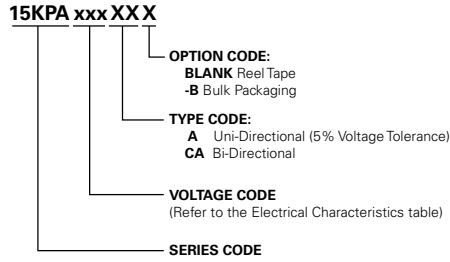 15KPA xxx XX X
OPTION CODE:
BLANK Reel Tape
-B Bulk Packaging
TYPE CODE:
A Uni-Directional (5% Voltage Tolerance)
CA Bi-Directional
VOLTAGE CODE
(Refer to the Electrical Characteristics table)
SERIES CODE